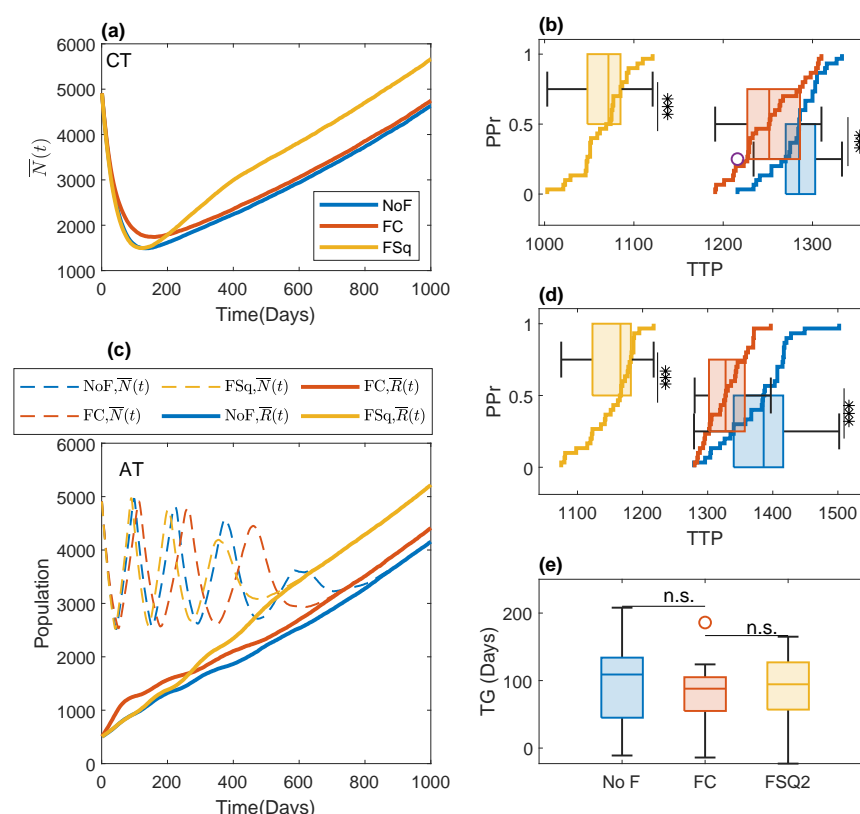 (a)
CT
6000
5000
4000
3000
2000
1000
N̅(t)
NoF
FC
FSq
0 200 400 600 800 1000
Time(Days)
(b)
1
0.5
0
PPr
***
***
1000 1100 1200 1300
TTP
(c)
NoF,N̅(t) FSq,N̅(t) FC,R̅(t)
FC,N̅(t) NoF,R̅(t) FSq,R̅(t)
AT
6000
5000
4000
3000
2000
1000
0
Population
0 200 400 600 800 1000
Time(Days)
(d)
1
0.5
0
PPr
***
***
1100 1200 1300 1400 1500
TTP
(e)
200
100
0
TG (Days)
n.s.
n.s.
No F FC FSQ2